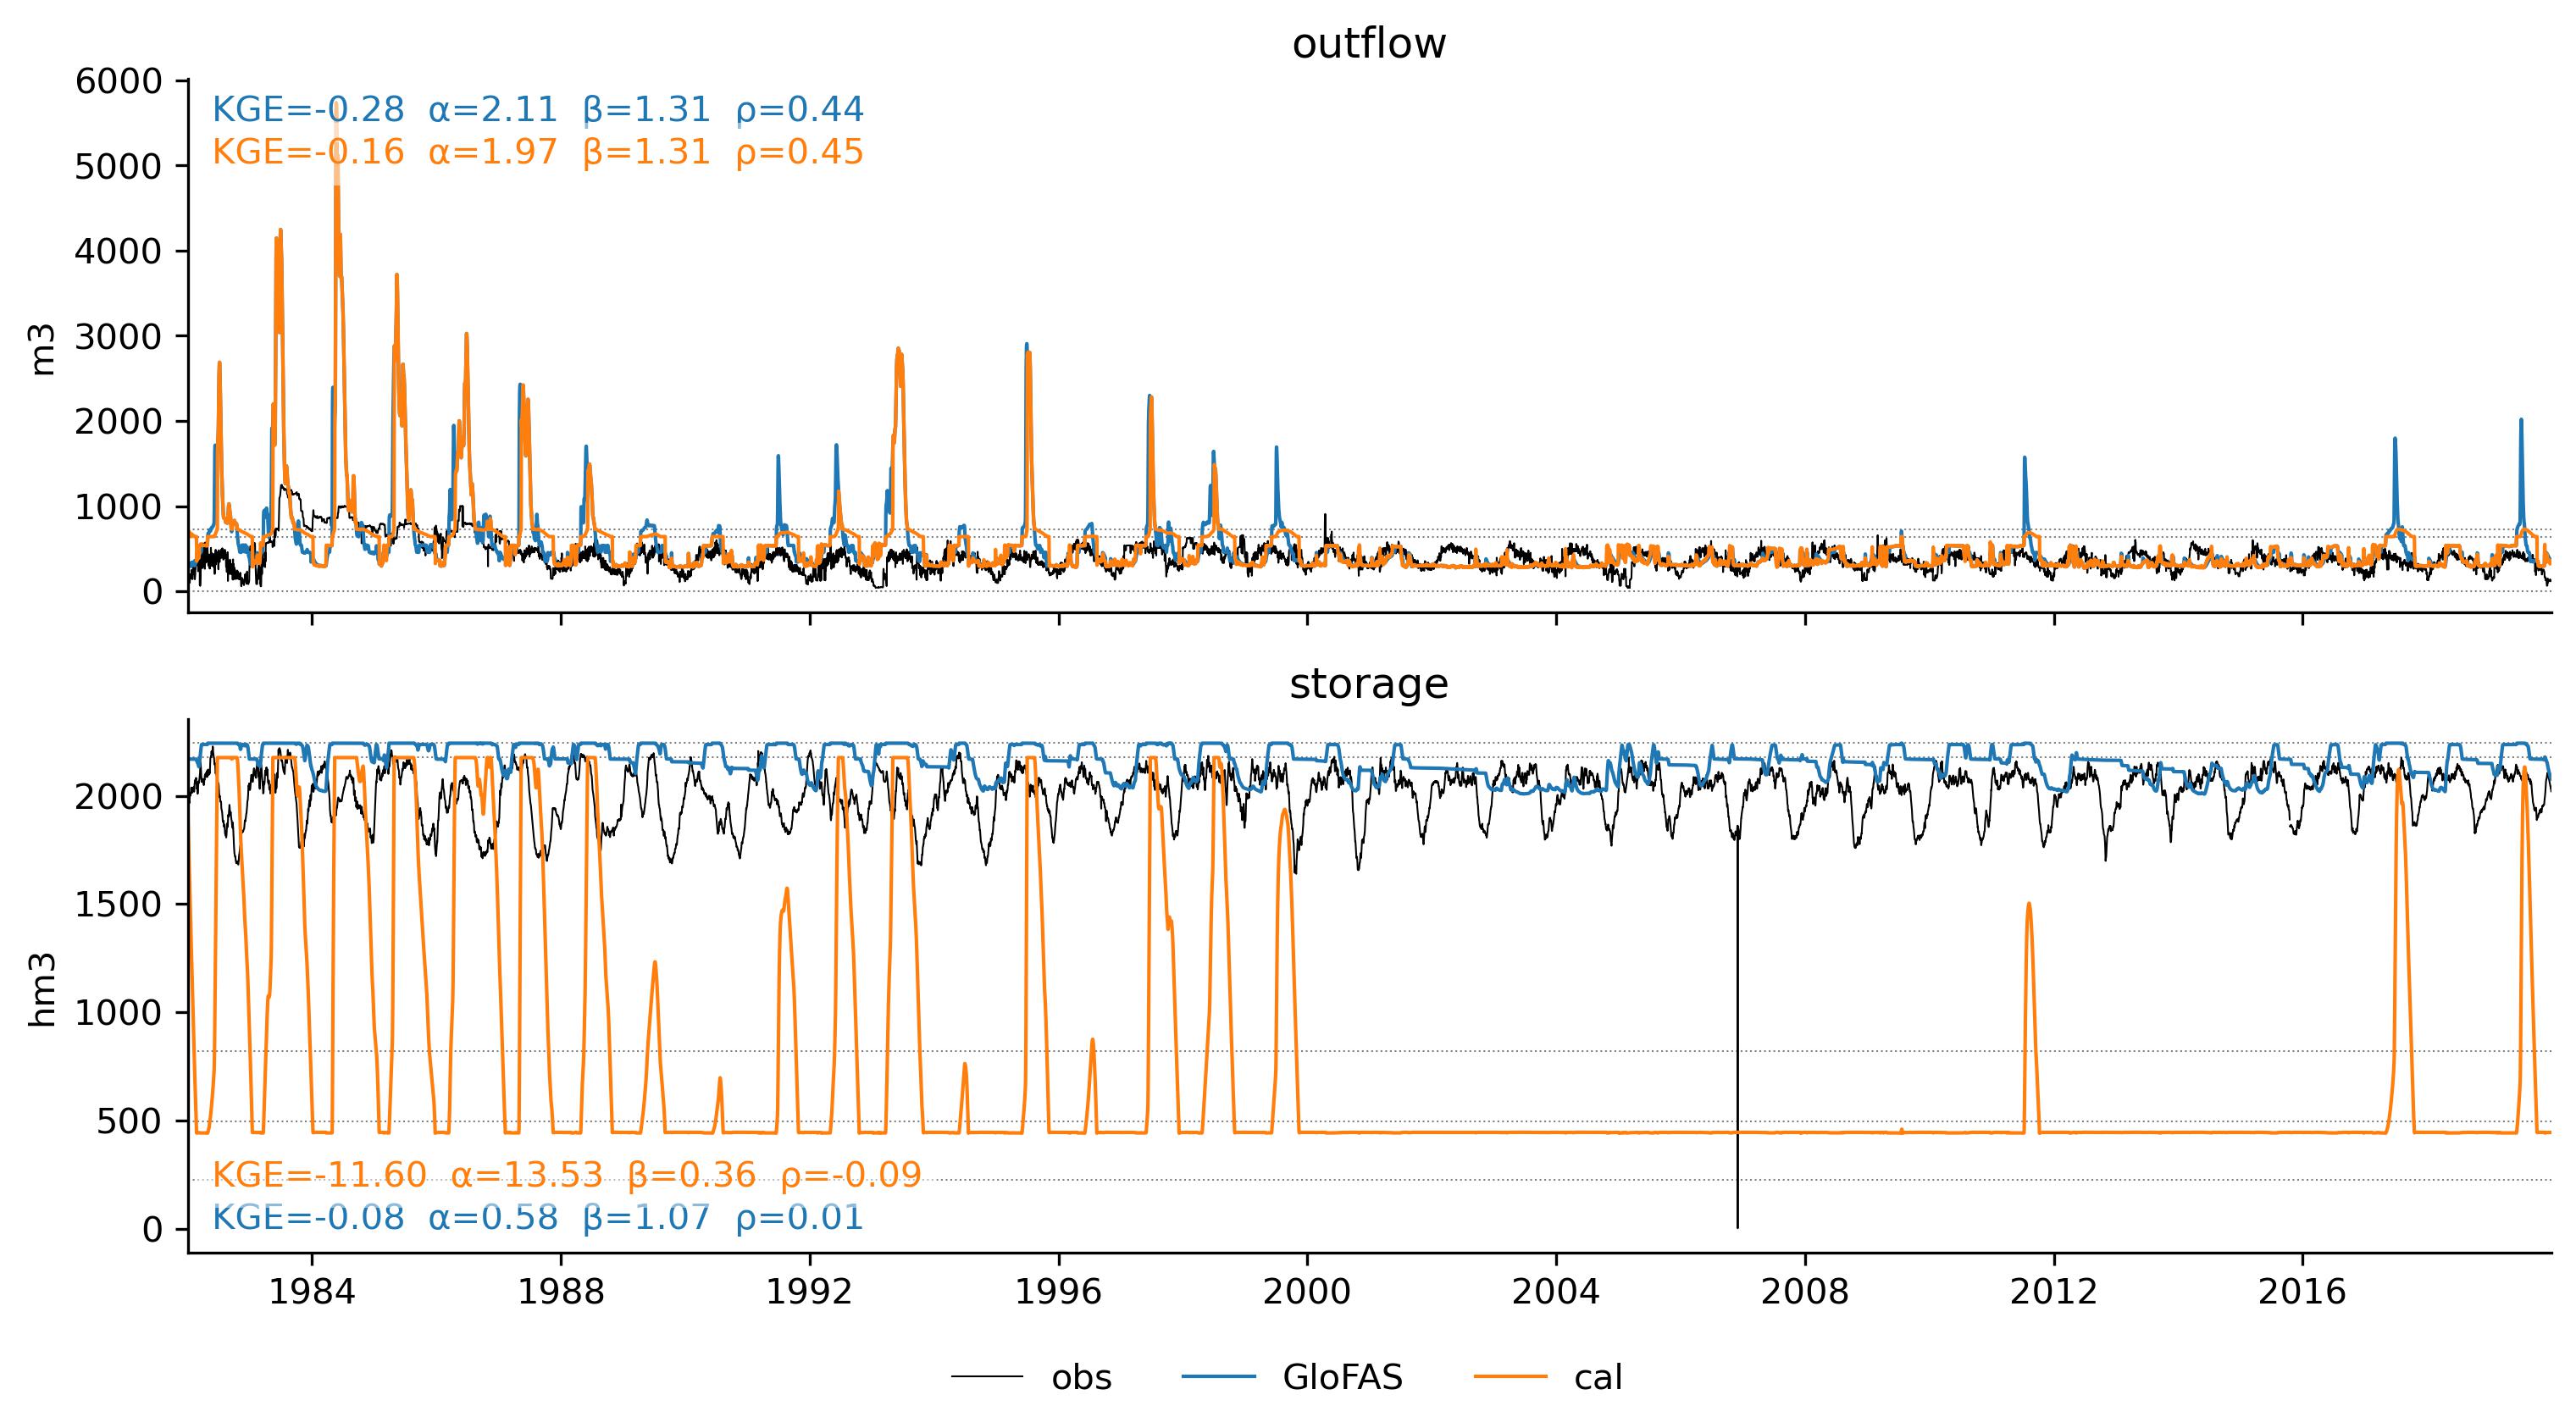 outflow
6000
5000
4000
3000
2000
1000
0
m3
KGE=-0.28 α=2.11 β=1.31 ρ=0.44
KGE=-0.16 α=1.97 β=1.31 ρ=0.45
storage
2000
1500
1000
500
0
hm3
KGE=-11.60 α=13.53 β=0.36 ρ=-0.09
KGE=-0.08 α=0.58 β=1.07 ρ=0.01
1984 1988 1992 1996 2000 2004 2008 2012 2016
obs GloFAS cal